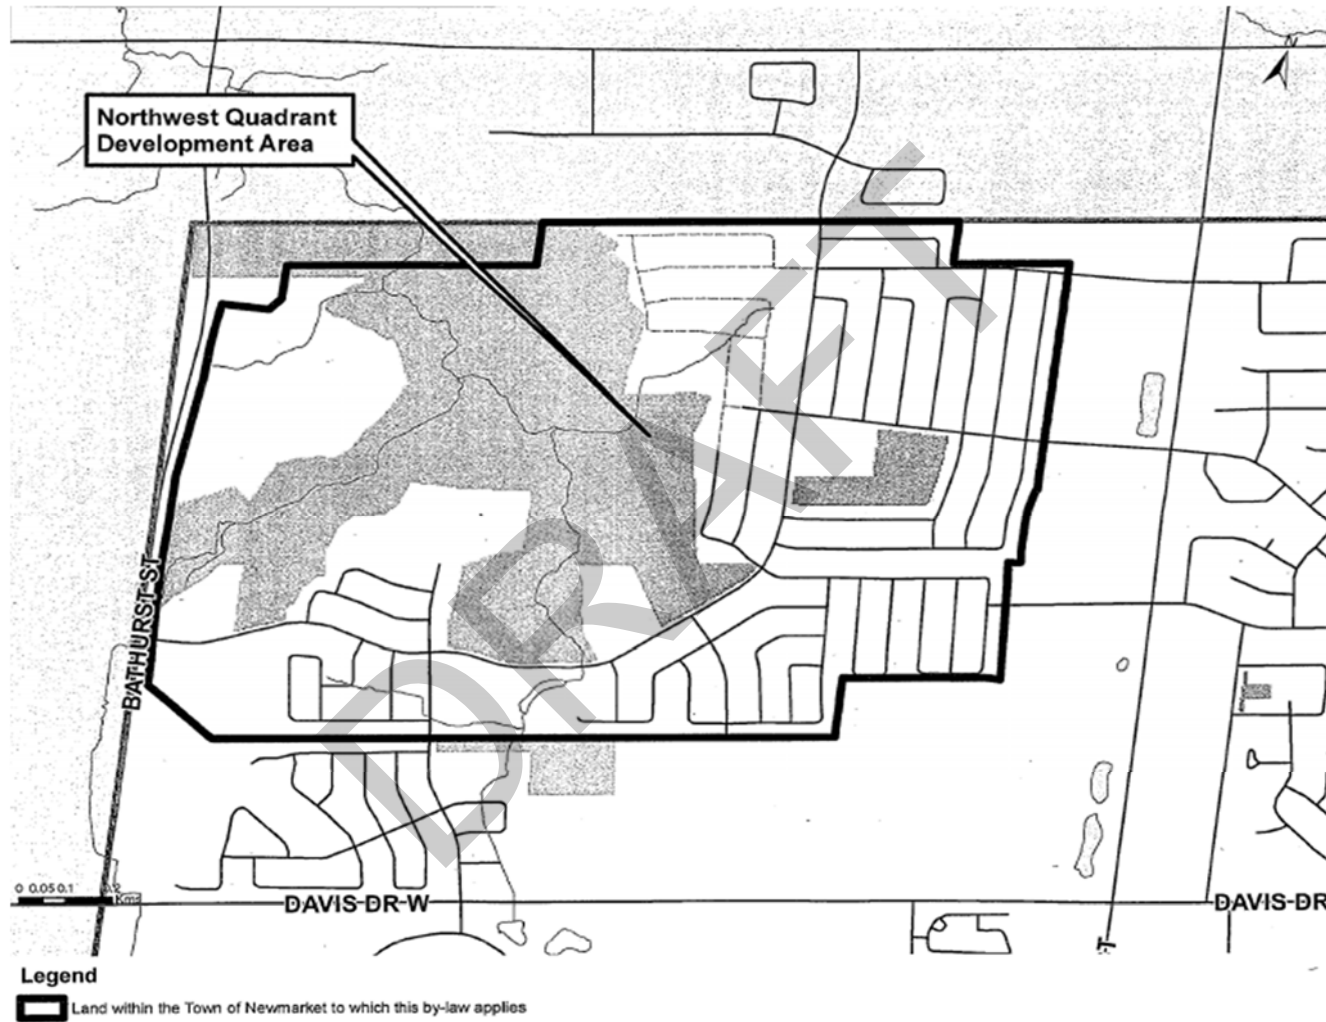 N
Northwest Quadrant
Development Area
DRAFT
BATHURST ST
0 0.05 0.1 0.2
Kms
DAVIS DR W
DAVIS DR
Legend
Land within the Town of Newmarket to which this by-law applies